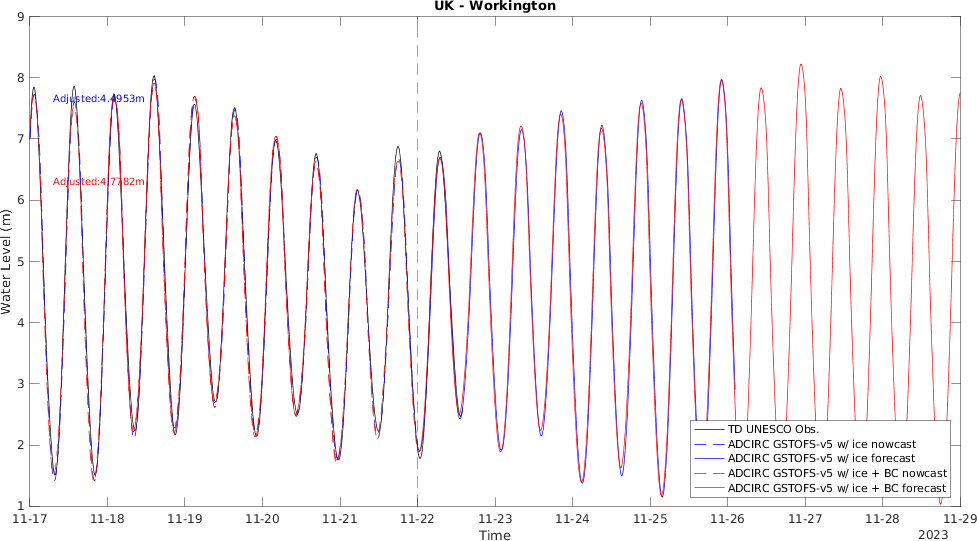 UK - Workington
9
8
7
6
5
4
3
2
1
Water Level (m)
Adjusted:4.4953m
Adjusted:4.7782m
TD UNESCO Obs.
ADCIRC GSTOFS-v5 w/ ice nowcast
ADCIRC GSTOFS-v5 w/ ice forecast
ADCIRC GSTOFS-v5 w/ ice + BC nowcast
ADCIRC GSTOFS-v5 w/ ice + BC forecast
11-17 11-18 11-19 11-20 11-21 11-22 11-23 11-24 11-25 11-26 11-27 11-28 11-29
Time
2023